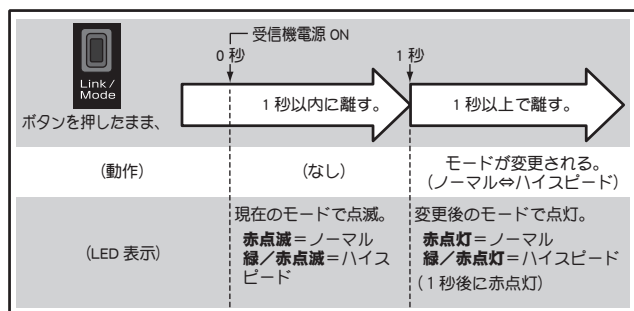 受信機電源 ON
0 秒
1 秒
Link/
Mode
ボタンを押したまま、
1 秒以内に離す。
1 秒以上で離す。
(動作)
(なし)
モードが変更される。
(ノーマル⇔ハイスピード)
(LED 表示)
現在のモードで点滅。
赤点滅＝ノーマル
緑／赤点滅＝ハイス
ピード
変更後のモードで点灯。
赤点灯＝ノーマル
緑／赤点灯＝ハイスピード
(1 秒後に赤点灯)